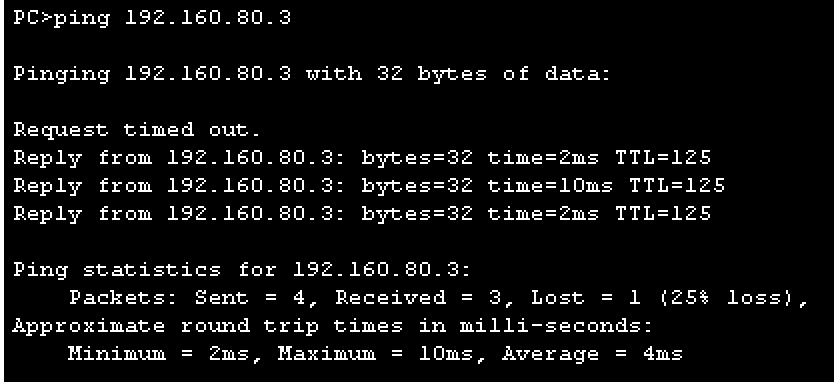 PC>ping 192.160.80.3
Pinging 192.160.80.3 with 32 bytes of data:
Request timed out.
Reply from 192.160.80.3: bytes=32 time=2ms TTL=125
Reply from 192.160.80.3: bytes=32 time=10ms TTL=125
Reply from 192.160.80.3: bytes=32 time=2ms TTL=125
Ping statistics for 192.160.80.3:
Packets: Sent = 4, Received = 3, Lost = 1 (25% loss),
Approximate round trip times in milli-seconds:
Minimum = 2ms, Maximum = 10ms, Average = 4ms